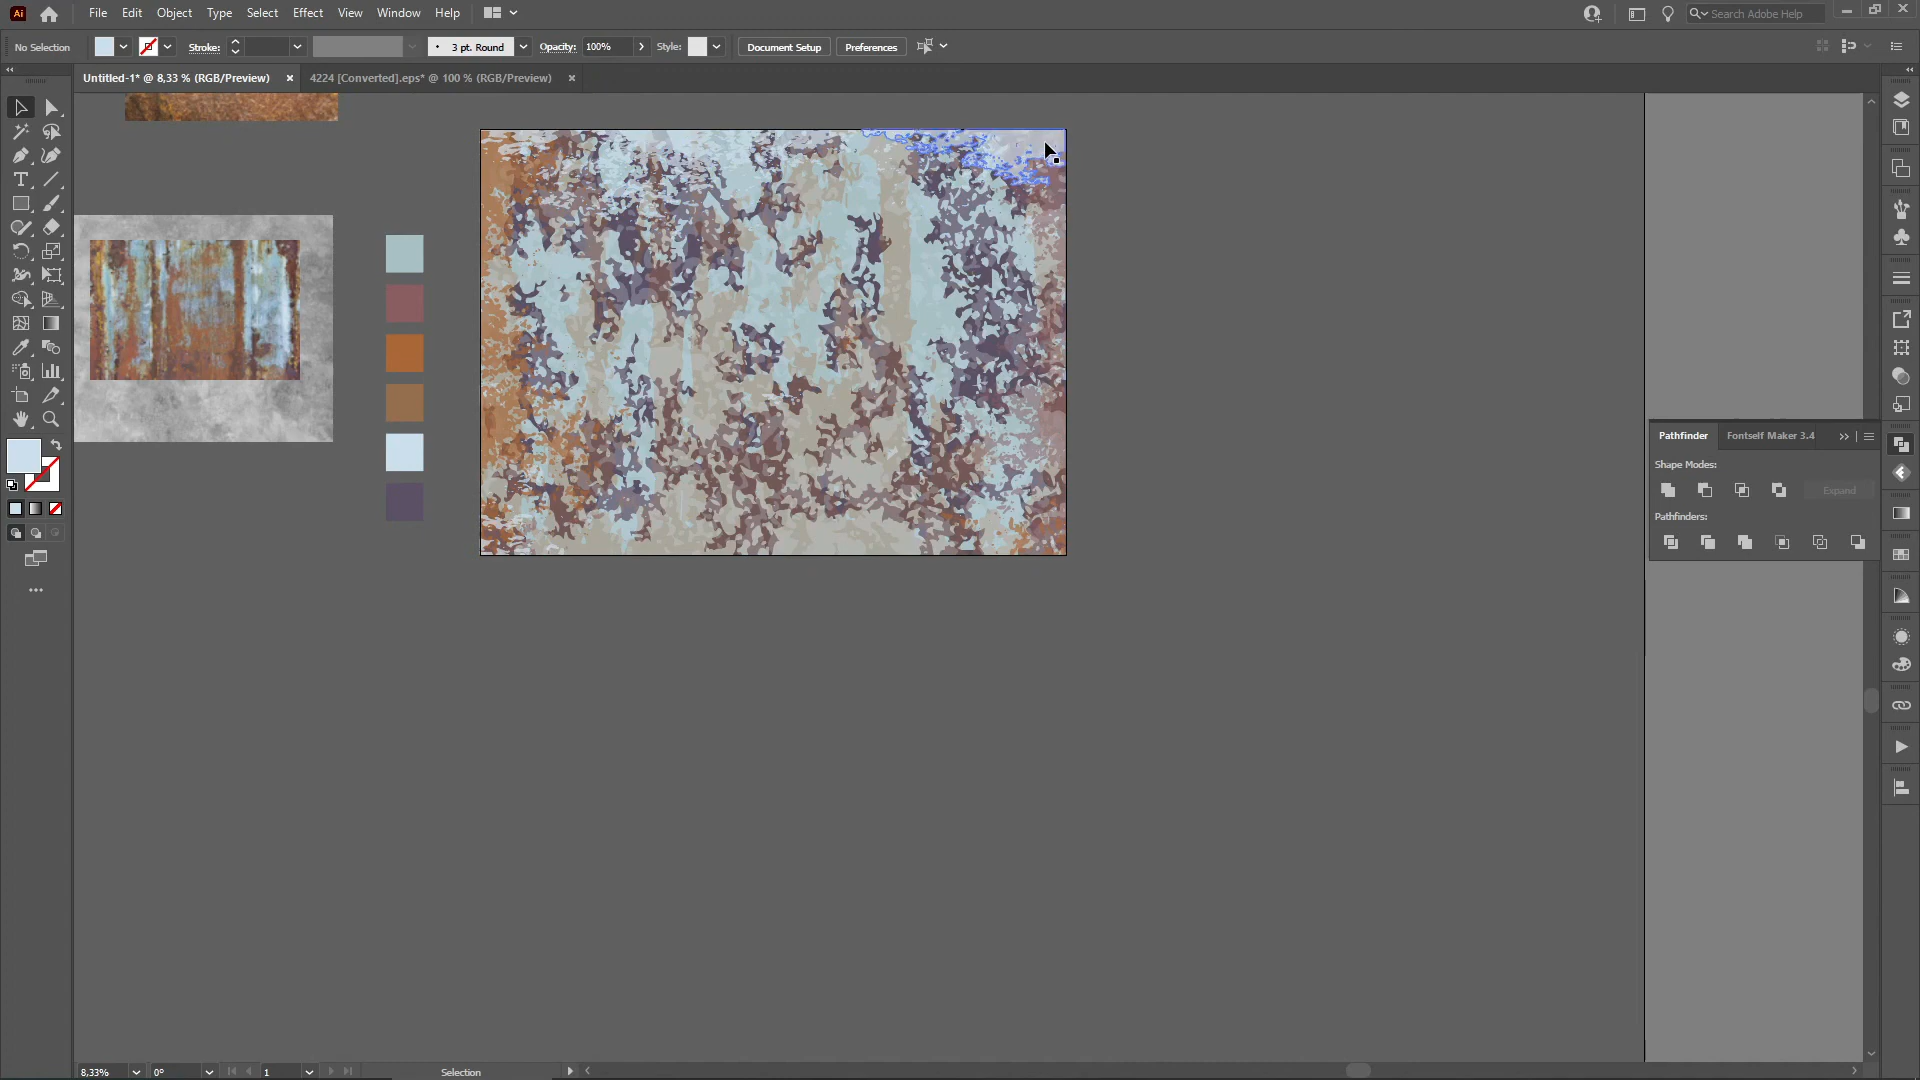 Ai
File Edit Object Type Select Effect View Window Help
Search Adobe Help
No Selection
Stroke:
3 pt. Round
Opacity: 100%
Style:
Document Setup
Preferences
Untitled-1* @ 8,33 % (RGB/Preview)
4224 [Converted].eps* @ 100 % (RGB/Preview)
Pathfinder
Fontself Maker 3.4
Shape Modes:
Expand
Pathfinders:
8,33%
0°
1
Selection